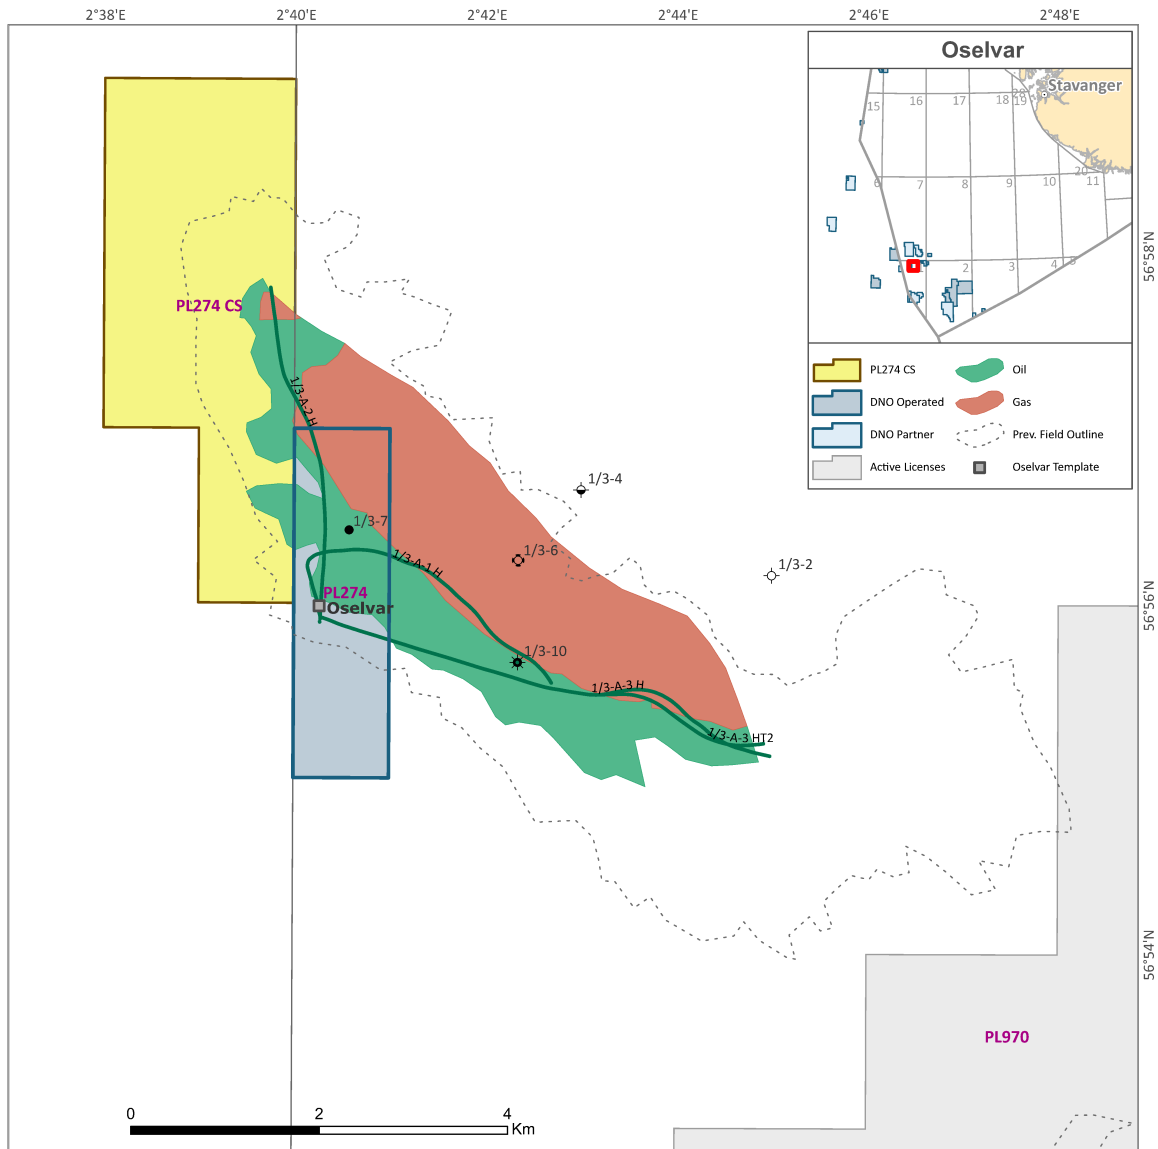 2°38'E 2°40'E 2°42'E 2°44'E 2°46'E 2°48'E
Oselvar
Stavanger
15 16 17 18 19 20
6 7 8 9 10 11 20
1 2 3 4 5
PL274 CS
DNO Operated
DNO Partner
Active Licenses
Oil
Gas
Prev. Field Outline
Oselvar Template
56°58'N
56°56'N
56°54'N
PL274 CS
1/3-A-2 H
1/3-4
1/3-7
1/3-6
1/3-A-1 H
1/3-2
PL274
Oselvar
1/3-10
1/3-A-3 H
1/3-A-3 HT2
PL970
0 2 4
Km